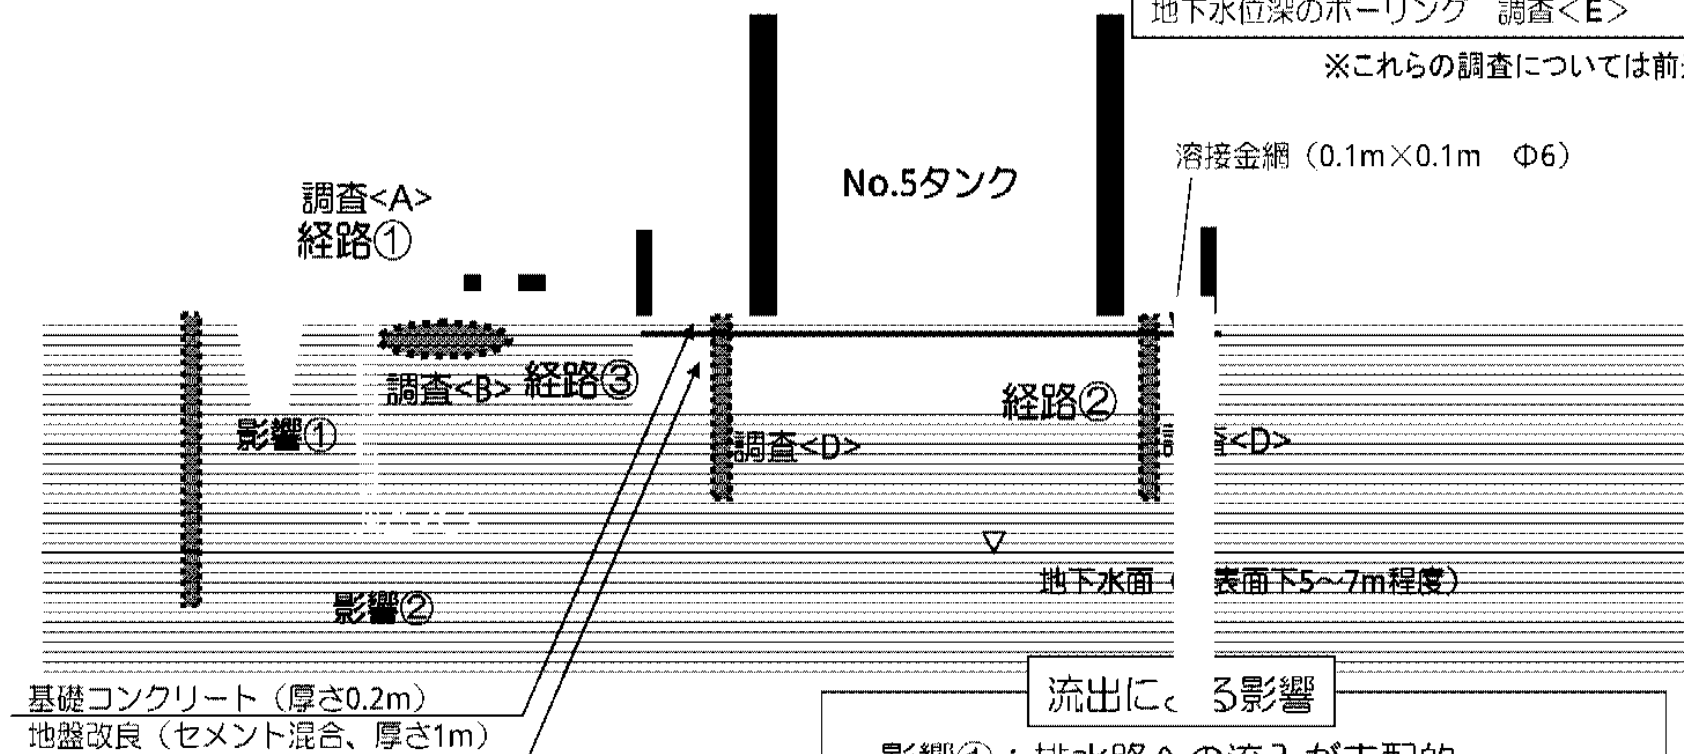 地下水位深のボーリング 調査<E>
※これらの調査については前
溶接金網（0.1m×0.1m Φ6）
No.5タンク
調査<A>
経路①
調査<B> 経路③
経路②
影響①
調査<D>
査<D>
地下水面 表面下5～7m程度）
影響②
基礎コンクリート（厚さ0.2m）
地盤改良（セメント混合、厚さ1m）
流出に る影響
影響①：排水路への流入が支配的